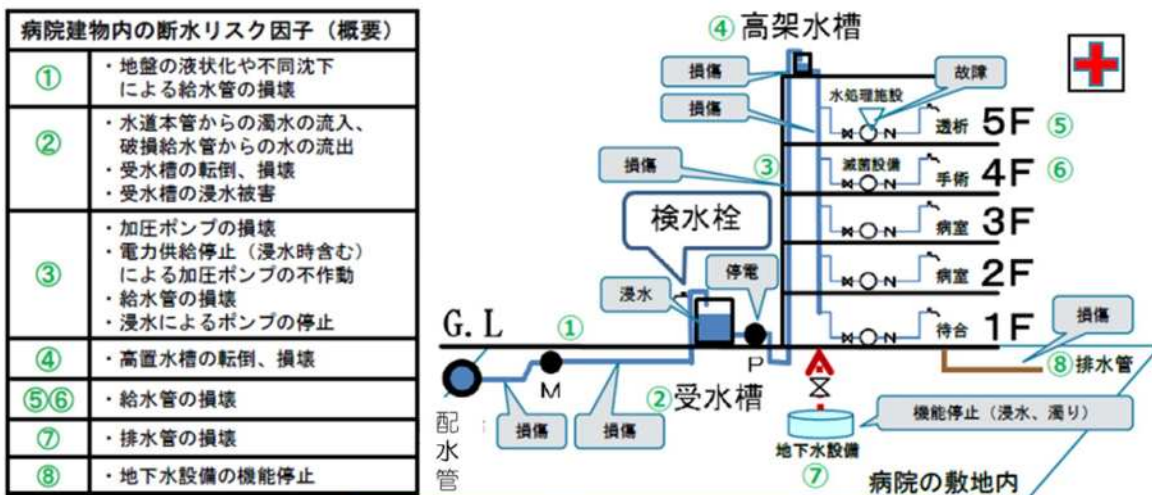 病院建物内の断水リスク因子（概要）
①
・地盤の液状化や不同沈下
による給水管の損壊
②
・水道本管からの濁水の流入、
破損給水管からの水の流出
・受水槽の転倒、損壊
・受水槽の浸水被害
③
・加圧ポンプの損壊
・電力供給停止（浸水時含む）
による加圧ポンプの不作動
・給水管の損壊
・浸水によるポンプの停止
④
・高置水槽の転倒、損壊
⑤⑥
・給水管の損壊
⑦
・排水管の損壊
⑧
・地下水設備の機能停止
④高架水槽
損傷
水処理施設
故障
損傷
N
透析
5F
⑤
③
損傷
滅菌設備
N
手術
4F
⑥
検水栓
N
病室
3F
停電
浸水
N
病室
2F
G.L
①
N
待合
1F
損傷
M
P
②受水槽
⑧排水管
配水管
損傷
損傷
機能停止（浸水、濁り）
地下水設備
⑦
病院の敷地内